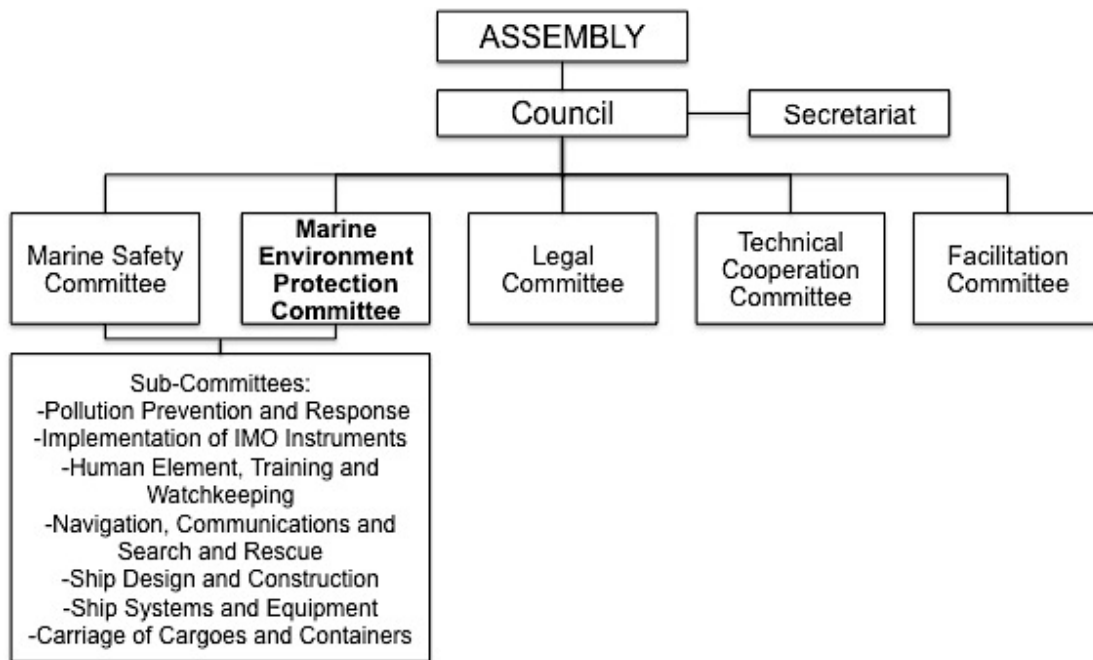 ASSEMBLY
Council
Secretariat
Marine Safety
Committee
Marine
Environment
Protection
Committee
Legal
Committee
Technical
Cooperation
Committee
Facilitation
Committee
Sub-Committees:
-Pollution Prevention and Response
-Implementation of IMO Instruments
-Human Element, Training and
Watchkeeping
-Navigation, Communications and
Search and Rescue
-Ship Design and Construction
-Ship Systems and Equipment
-Carriage of Cargoes and Containers